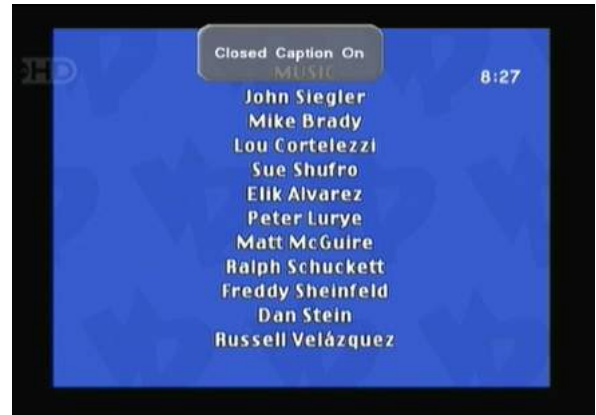 Closed Caption On
MUSIC
HD
8:27
John Siegler
Mike Brady
Lou Cortelezzi
Sue Shufro
Elik Alvarez
Peter Lurye
Matt McGuire
Ralph Schuckett
Freddy Sheinfeld
Dan Stein
Russell Velázquez